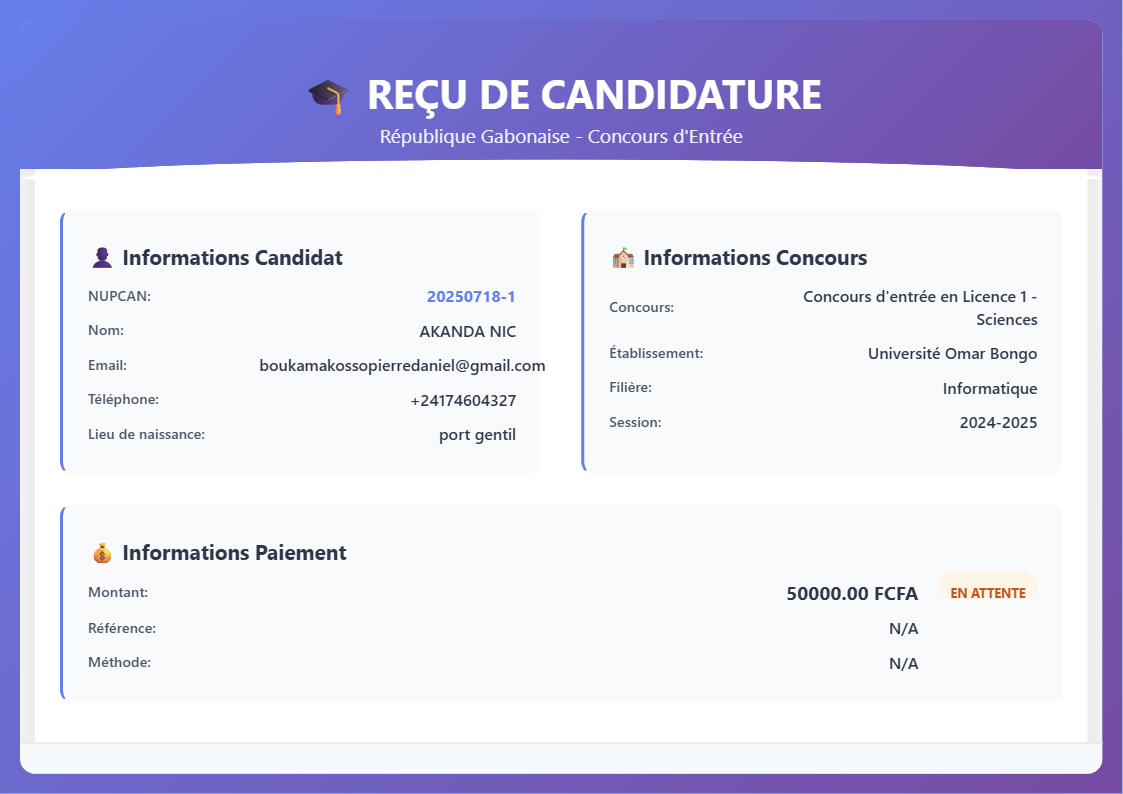 REÇU DE CANDIDATURE
République Gabonaise - Concours d'Entrée
Informations Candidat
NUPCAN: 20250718-1
Nom: AKANDA NIC
Email: boukamakossopierredaniel@gmail.com
Téléphone: +24174604327
Lieu de naissance: port gentil
Informations Concours
Concours: Concours d'entrée en Licence 1 -
Sciences
Établissement: Université Omar Bongo
Filière: Informatique
Session: 2024-2025
Informations Paiement
Montant: 50000.00 FCFA EN ATTENTE
Référence: N/A
Méthode: N/A